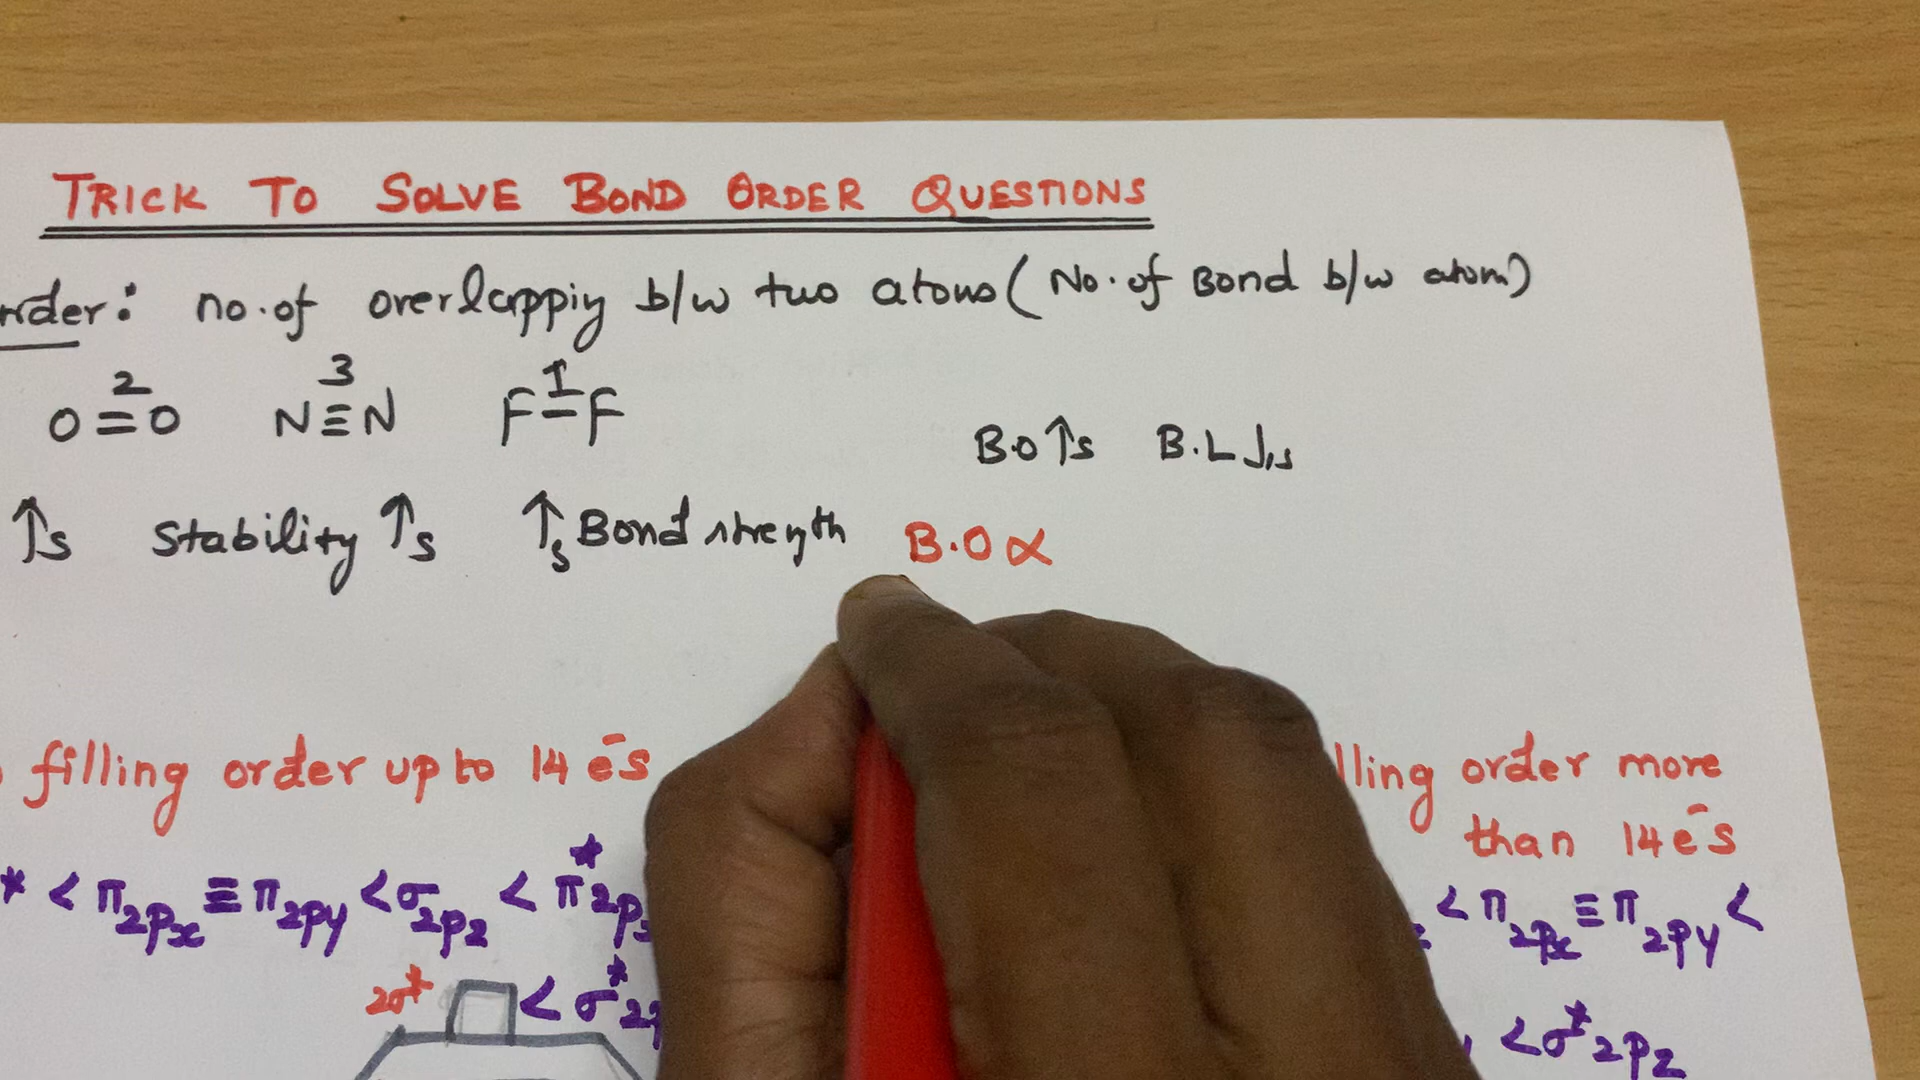 TRICK TO SOLVE BOND ORDER QUESTIONS
rder: no.of overlappiy b/w two atoms (No.of Bond b/w atom)
2 3 1
O=O N≡N F-F
B.O↑s B.L↓s
↑s Stability ↑s ↑s Bond strength B.O ∝
filling order up to 14 e̅s
lling order more
than 14 e̅s
* < π2px ≡ π2py < σ2pz < π*2p
< π2px ≡ π2py <
2σ* < σ*2p
< σ*2pz